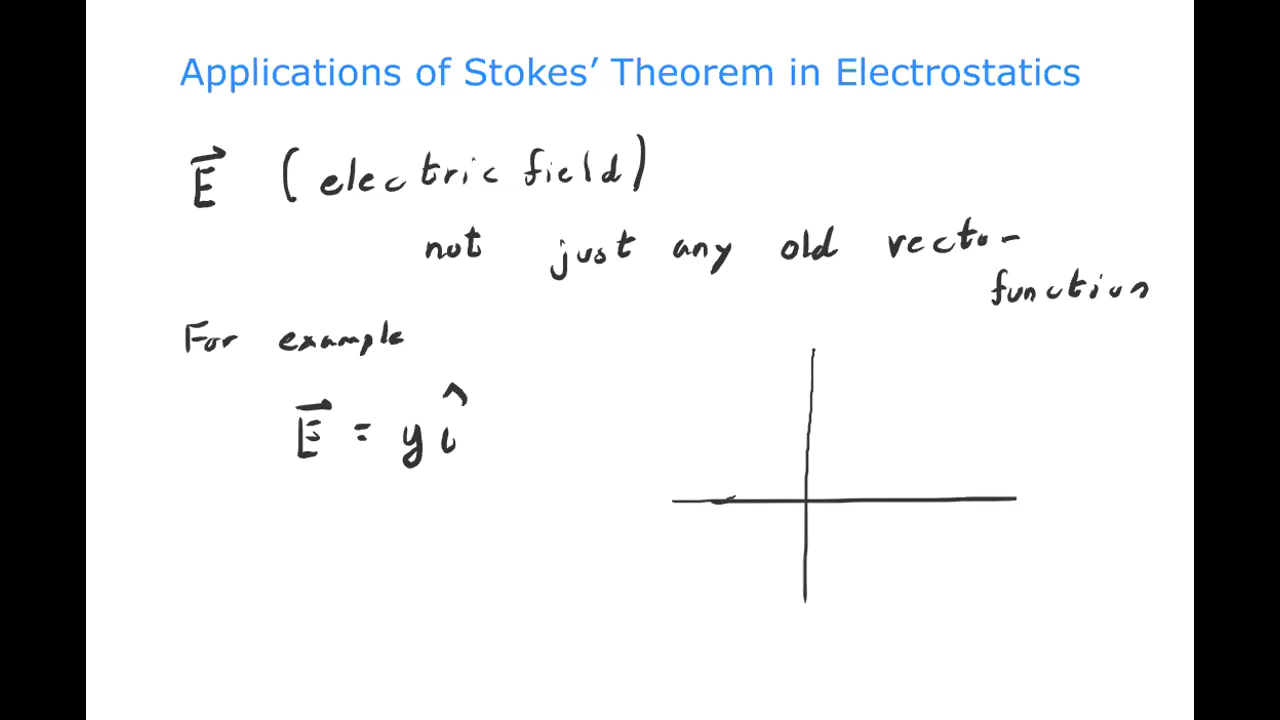 Applications of Stokes’ Theorem in Electrostatics
E⃗ (electric field)
not just any old vector
function
For example
E⃗ = y î